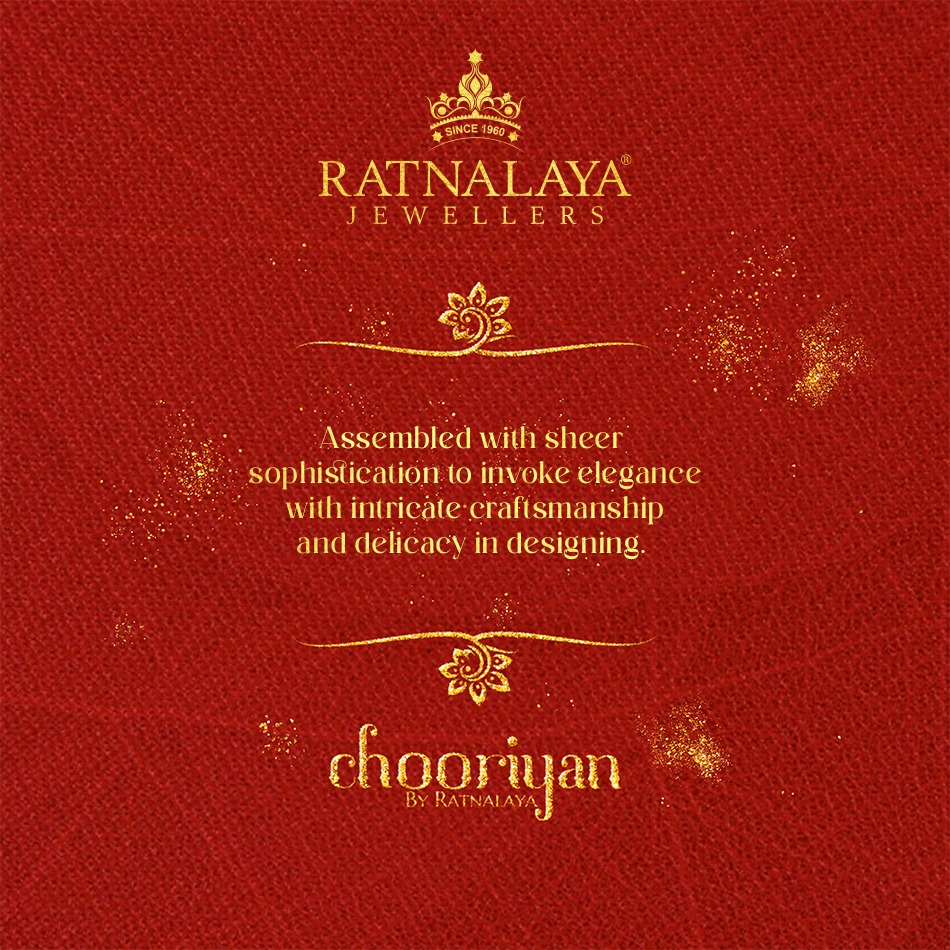 SINCE 1960
RATNALAYA®
JEWELLERS
Assembled with sheer
sophistication to invoke elegance
with intricate craftsmanship
and delicacy in designing.
chooriyan
BY RATNALAYA